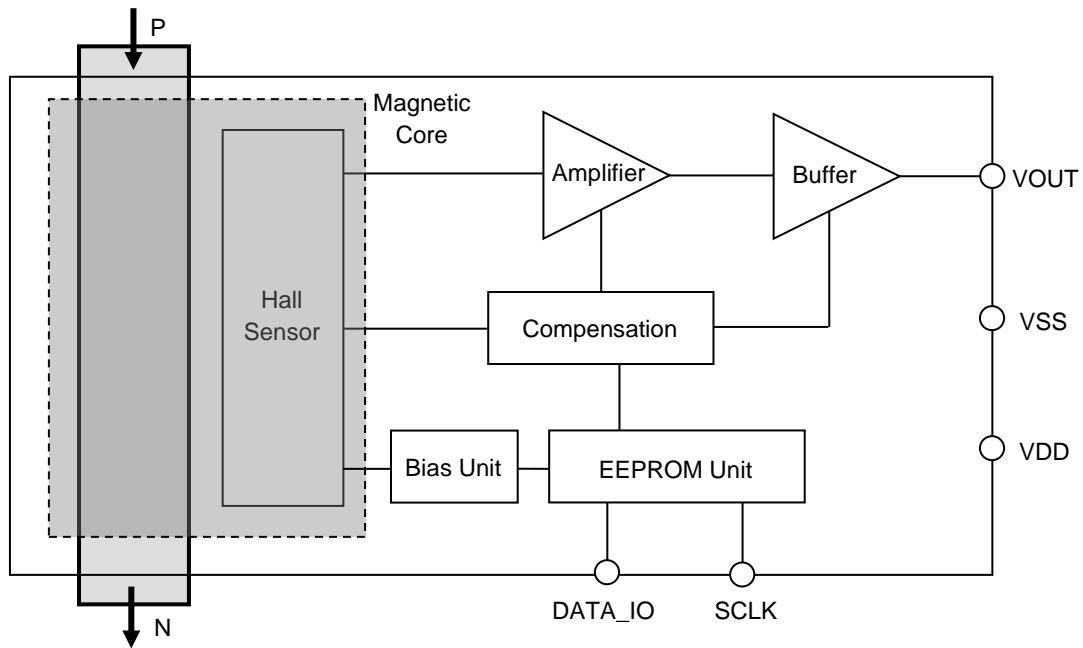 P
Magnetic
Core
Amplifier
Buffer
VOUT
Hall
Sensor
Compensation
VSS
Bias Unit
EEPROM Unit
VDD
DATA_IO
SCLK
N